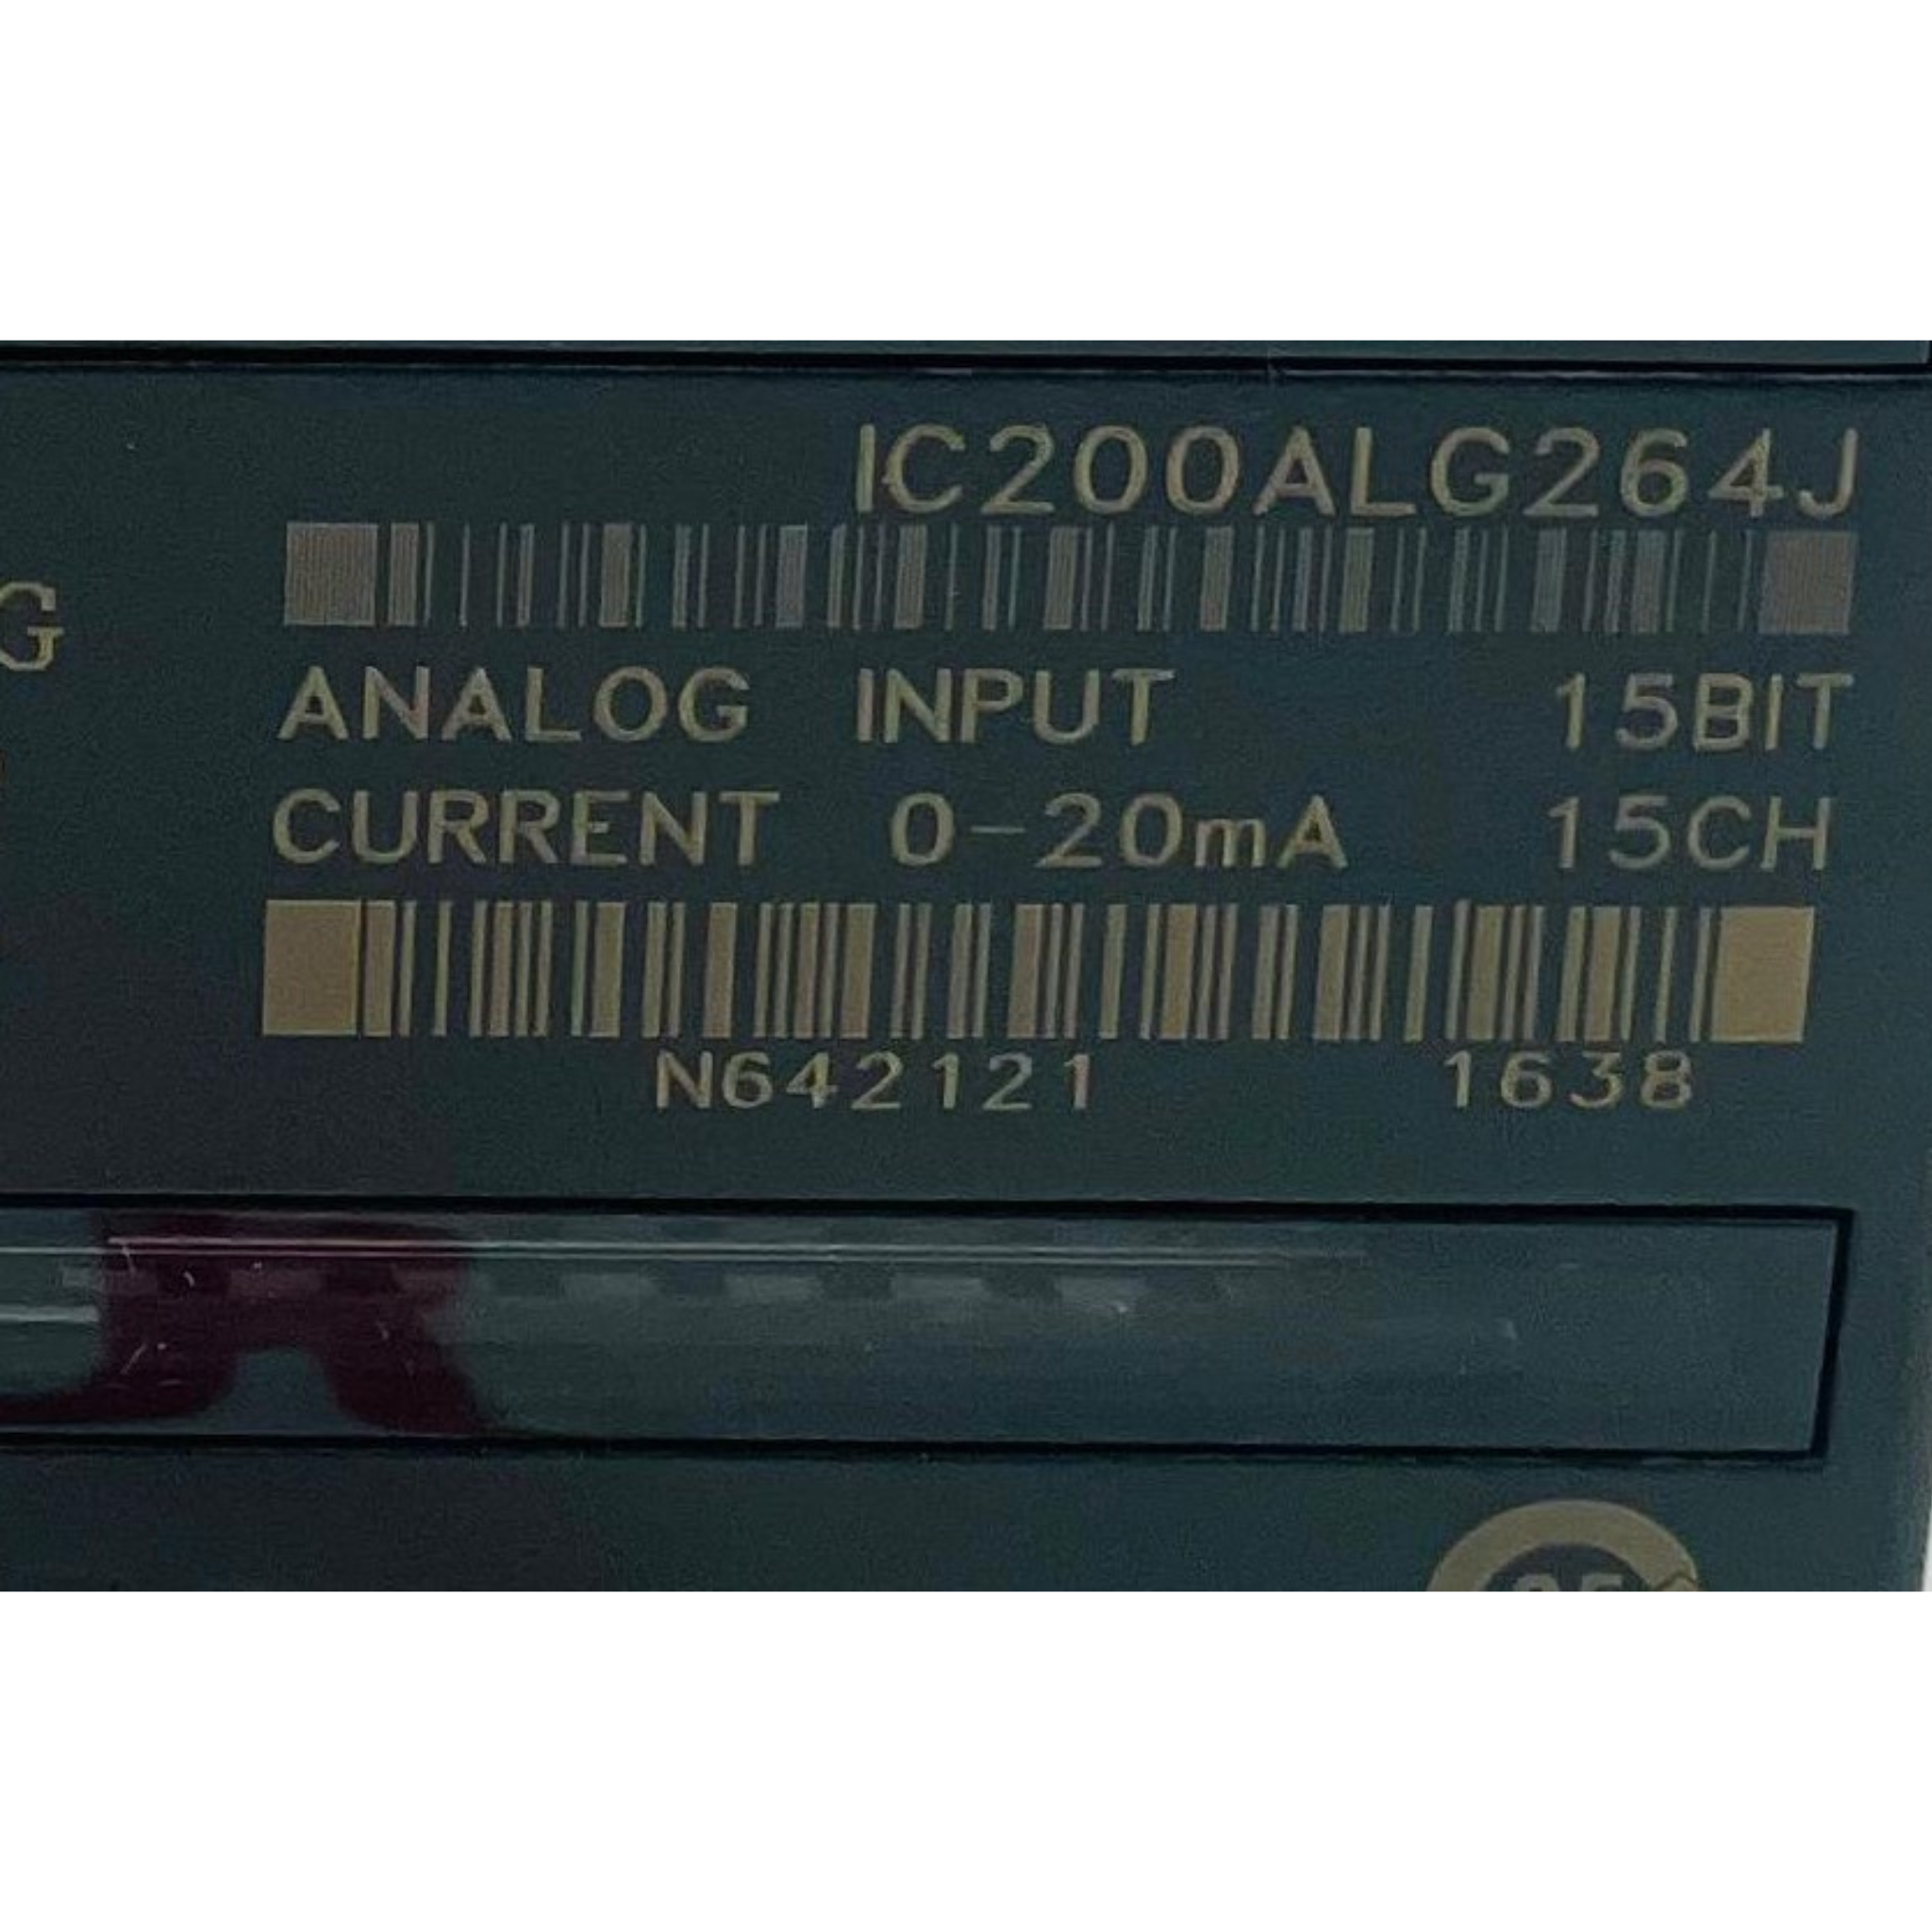 IC200ALG264J
G
ANALOG INPUT 15BIT
CURRENT 0-20mA 15CH
N642121 1638